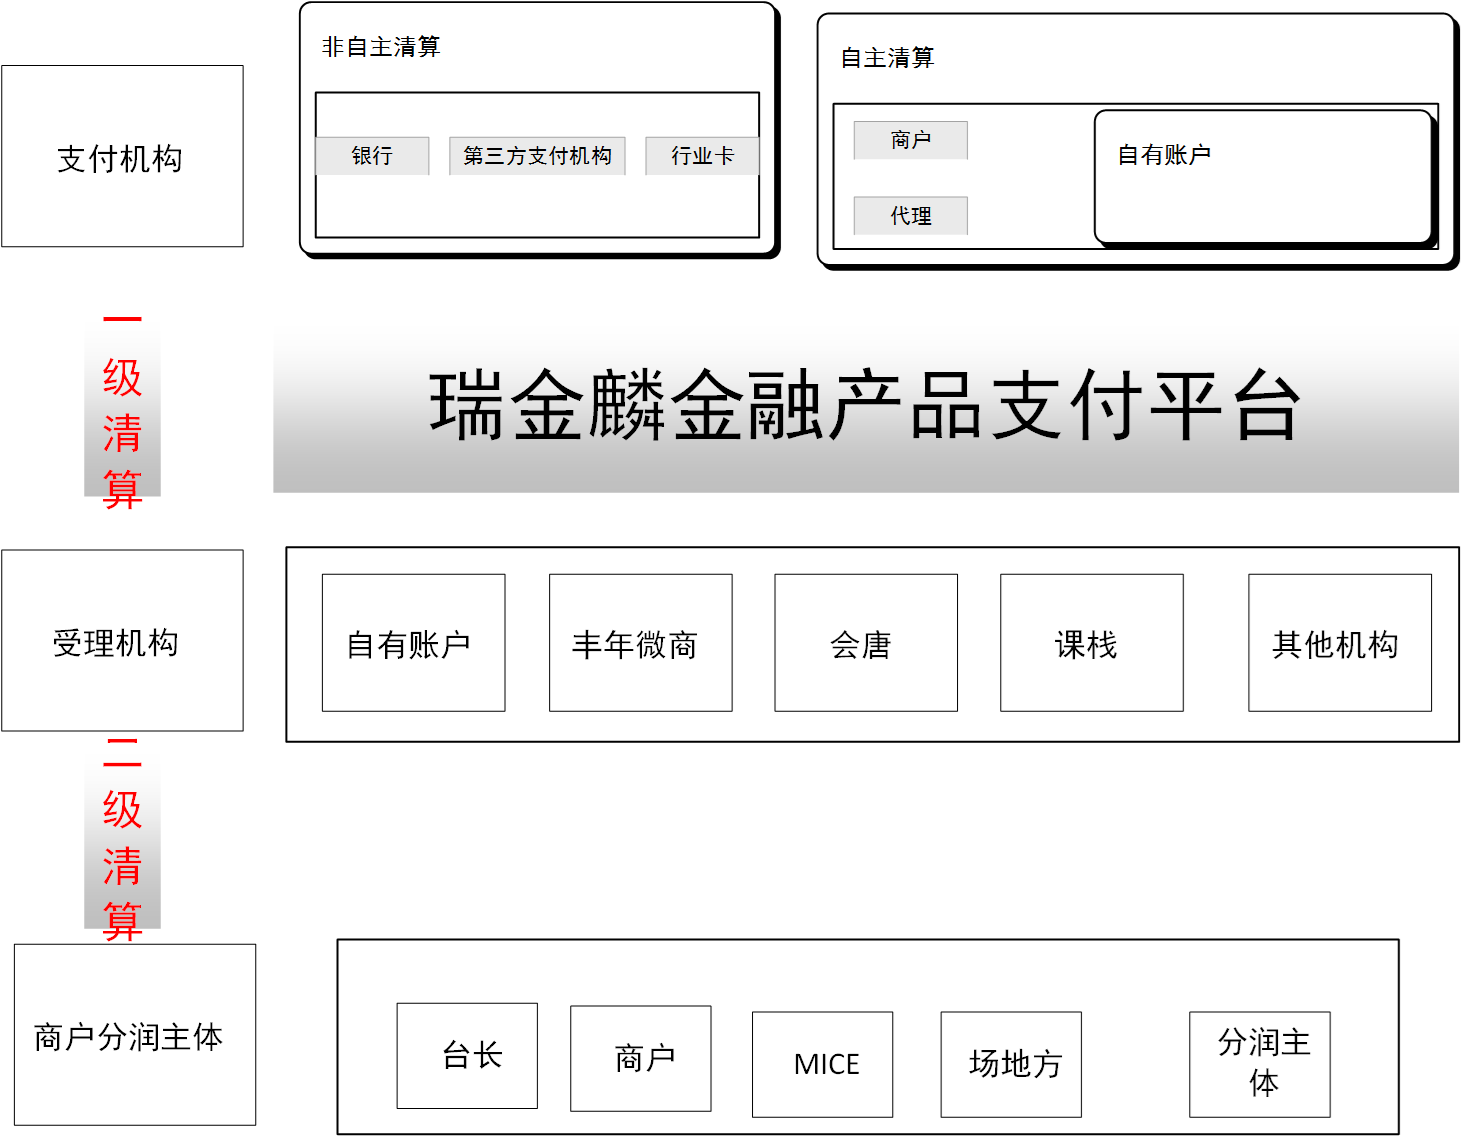 非自主清算
自主清算
支付机构
银行
第三方支付机构
行业卡
商户
代理
自有账户
一级清算
瑞金麟金融产品支付平台
受理机构
自有账户
丰年微商
会唐
课栈
其他机构
二级清算
商户分润主体
台长
商户
MICE
场地方
分润主
体